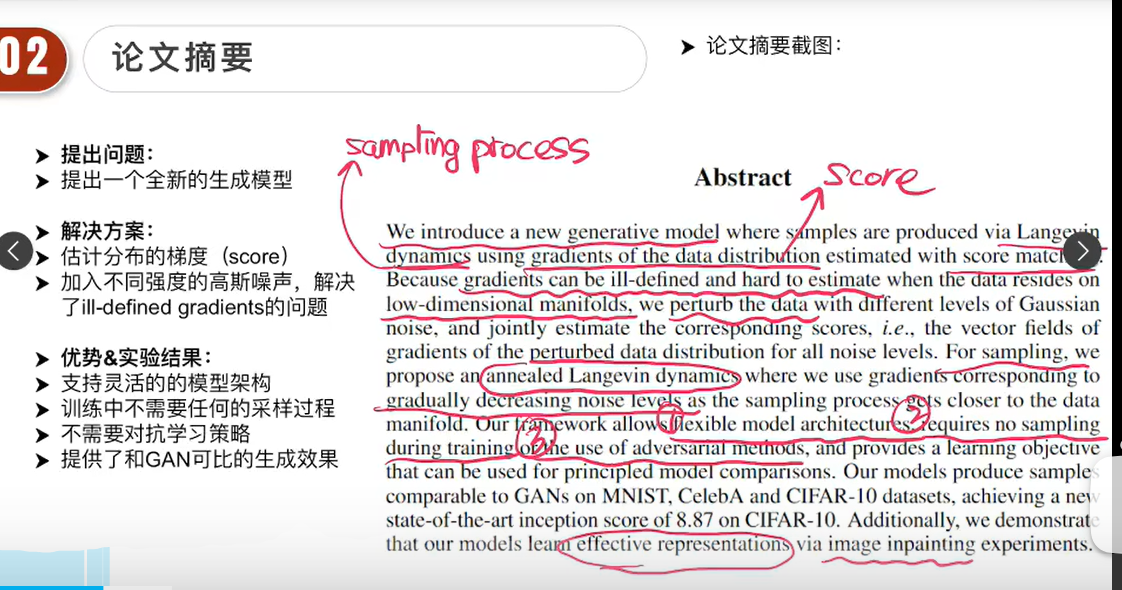 02
论文摘要
➤ 论文摘要截图：
➤ 提出问题：
➤ 提出一个全新的生成模型
➤ 解决方案：
➤ 估计分布的梯度（score）
➤ 加入不同强度的高斯噪声，解决
了ill-defined gradients的问题
➤ 优势&实验结果：
➤ 支持灵活的的模型架构
➤ 训练中不需要任何的采样过程
➤ 不需要对抗学习策略
➤ 提供了和GAN可比的生成效果
sampling process
score
Abstract
We introduce a new generative model where samples are produced via Langevin
dynamics using gradients of the data distribution estimated with score
Because gradients can be ill-defined and hard to estimate when the data resides on
low-dimensional manifolds, we perturb the data with different levels of Gaussian
noise, and jointly estimate the corresponding scores, i.e., the vector fields of
gradients of the perturbed data distribution for all noise levels. For sampling, we
propose an annealed Langevin dynamics where we use gradients corresponding to
gradually decreasing noise levels as the sampling process gets closer to the data
manifold. Our framework allows flexible model architectures, requires no sampling
during training or the use of adversarial methods, and provides a learning objective
that can be used for principled model comparisons. Our models produce samples
comparable to GANs on MNIST, CelebA and CIFAR-10 datasets, achieving a new
state-of-the-art inception score of 8.87 on CIFAR-10. Additionally, we demonstrate
that our models learn effective representations via image inpainting experiments.
①
②
③